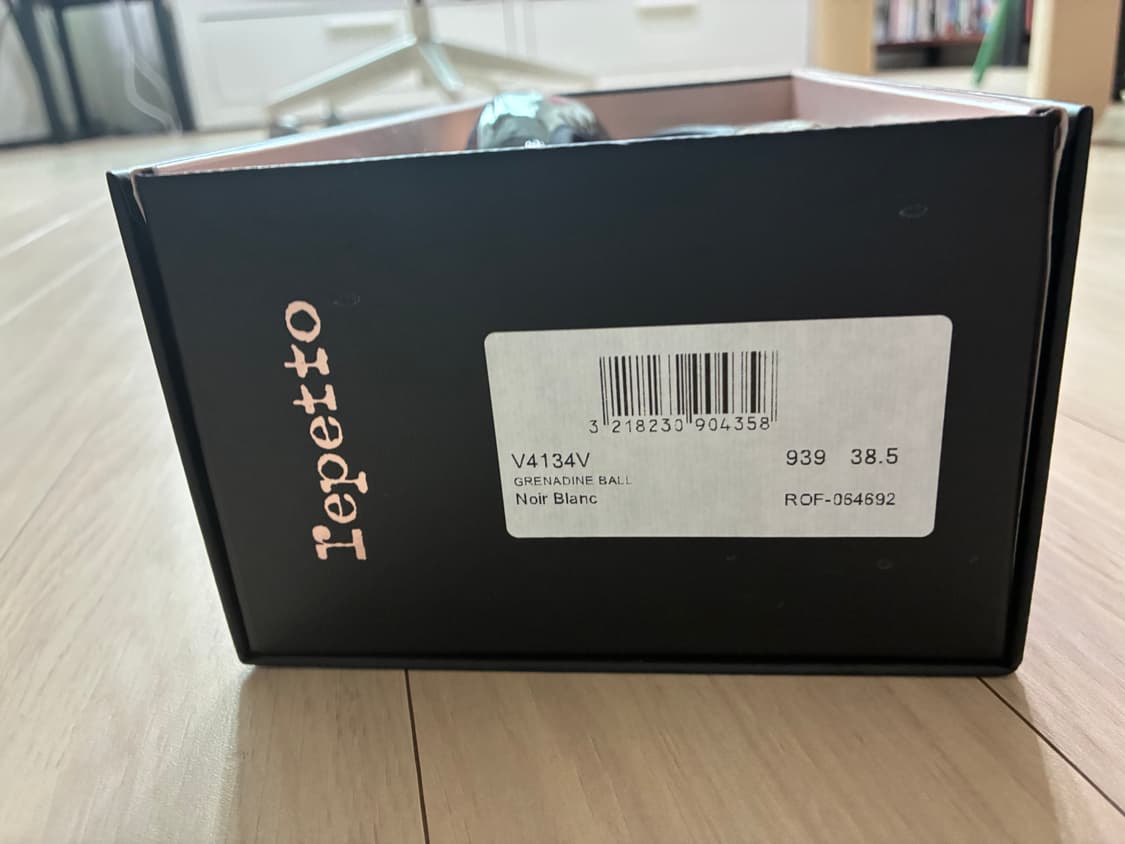 repetto
3 218230 904358
V4134V 939 38.5
GRENADINE BALL
Noir Blanc ROF-064692